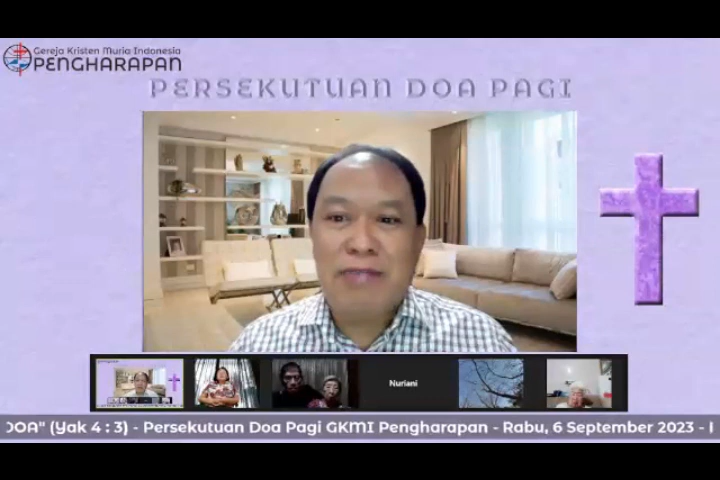 Gereja Kristen Muria Indonesia
PENGHARAPAN
PERSEKUTUAN DOA PAGI
Nuriani
DOA" (Yak 4 : 3) - Persekutuan Doa Pagi GKMI Pengharapan - Rabu, 6 September 2023 -